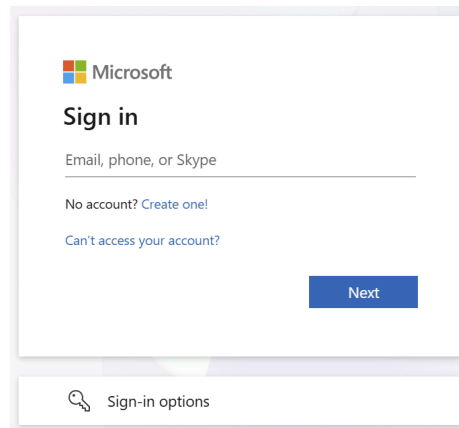 Microsoft
Sign in
Email, phone, or Skype
No account? Create one!
Can't access your account?
Next
Sign-in options